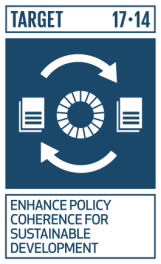 TARGET 17·14
ENHANCE POLICY
COHERENCE FOR
SUSTAINABLE
DEVELOPMENT